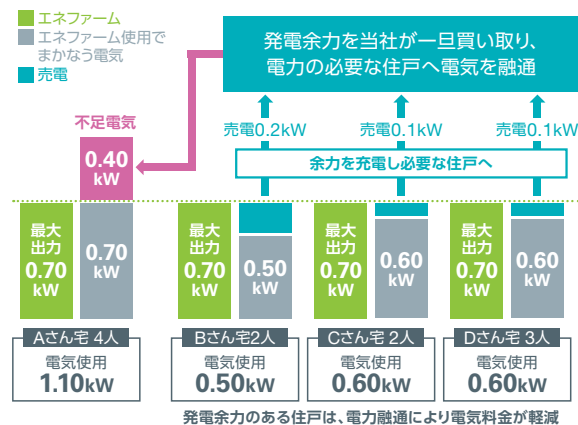 エネファーム
エネファーム使用で
まかなう電気
売電
発電余力を当社が一旦買い取り、
電力の必要な住戸へ電気を融通
不足電気
売電0.2kW
売電0.1kW
売電0.1kW
余力を充電し必要な住戸へ
0.40
kW
最大
出力
0.70
kW
0.70
kW
最大
出力
0.70
kW
0.50
kW
最大
出力
0.70
kW
0.60
kW
最大
出力
0.70
kW
0.60
kW
Aさん宅 4人
電気使用
1.10kW
Bさん宅2人
電気使用
0.50kW
Cさん宅 2人
電気使用
0.60kW
Dさん宅 3人
電気使用
0.60kW
発電余力のある住戸は、電力融通により電気料金が軽減